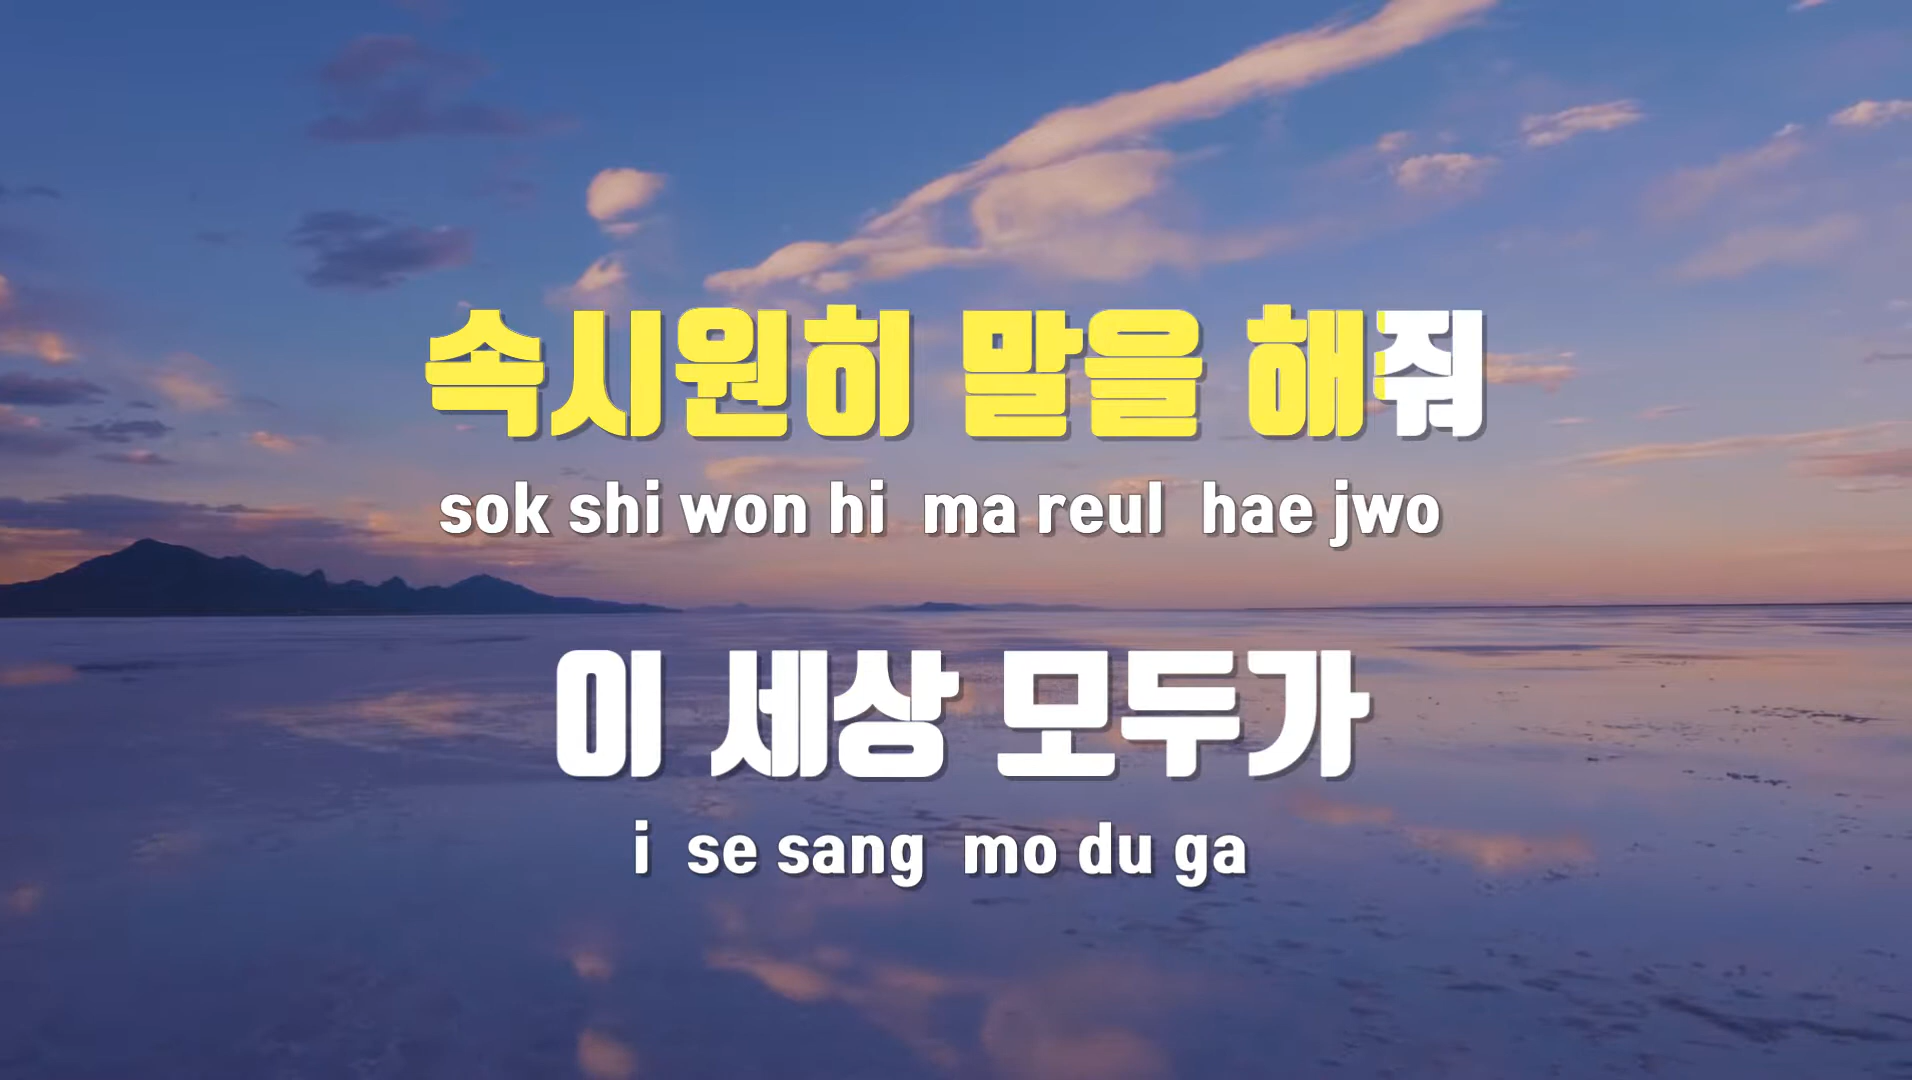 속시원히 말을 해줘
sok shi won hi ma reul hae jwo
이 세상 모두가
i se sang mo du ga